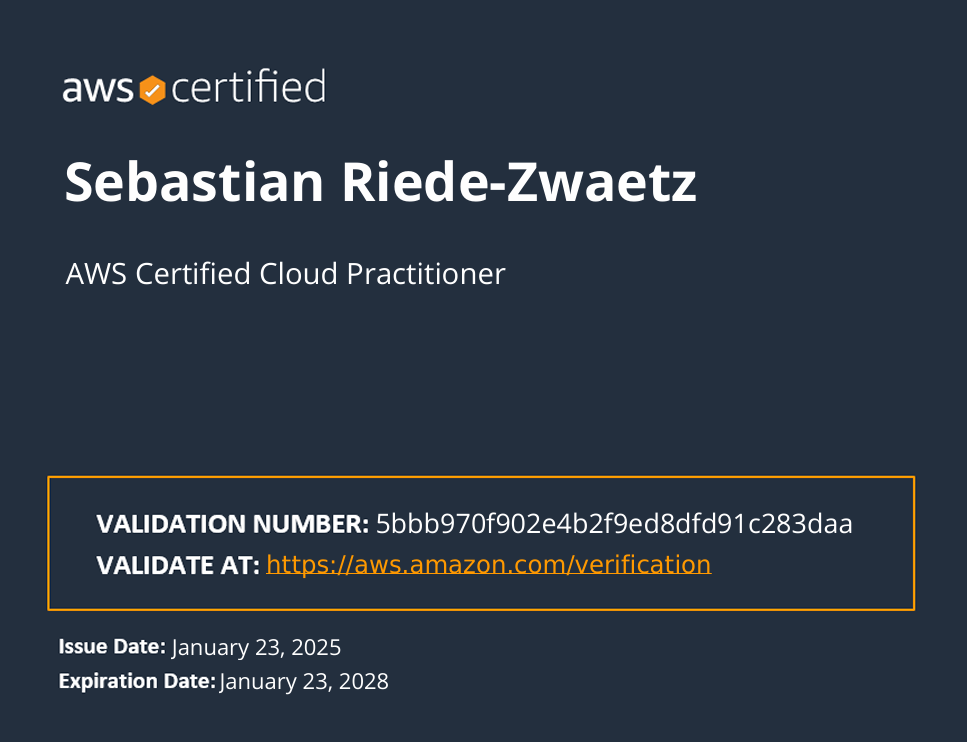 aws certified
Sebastian Riede-Zwaetz
AWS Certified Cloud Practitioner
VALIDATION NUMBER: 5bbb970f902e4b2f9ed8dfd91c283daa
VALIDATE AT: https://aws.amazon.com/verification
Issue Date: January 23, 2025
Expiration Date: January 23, 2028